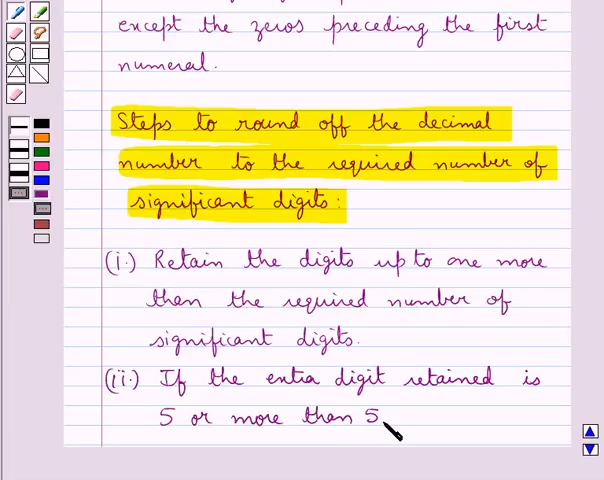 except the zeros preceding the first
numeral.
Steps to round off the decimal
number to the required number of
significant digits:
(i.) Retain the digits up to one more
than the required number of
significant digits.
(ii.) If the extra digit retained is
5 or more than 5